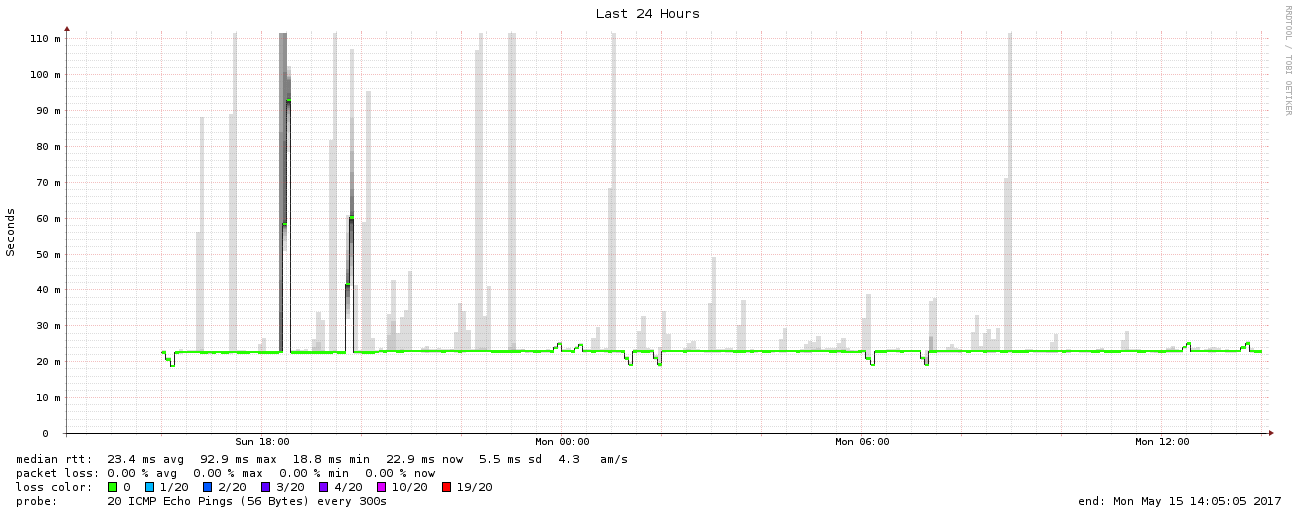 Last 24 Hours
RRDTOOL / TOBI OETIKER
Seconds
110 m
100 m
90 m
80 m
70 m
60 m
50 m
40 m
30 m
20 m
10 m
0
Sun 18:00 Mon 00:00 Mon 06:00 Mon 12:00
median rtt: 23.4 ms avg 92.9 ms max 18.8 ms min 22.9 ms now 5.5 ms sd 4.3 am/s
packet loss: 0.00 % avg 0.00 % max 0.00 % min 0.00 % now
loss color: 0 1/20 2/20 3/20 4/20 10/20 19/20
probe: 20 ICMP Echo Pings (56 Bytes) every 300s end: Mon May 15 14:05:05 2017